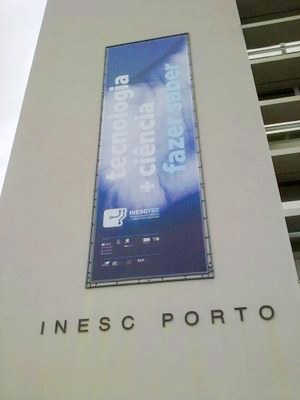 tecnologia
+ ciência
fazer saber
INESCTEC
INESC PORTO